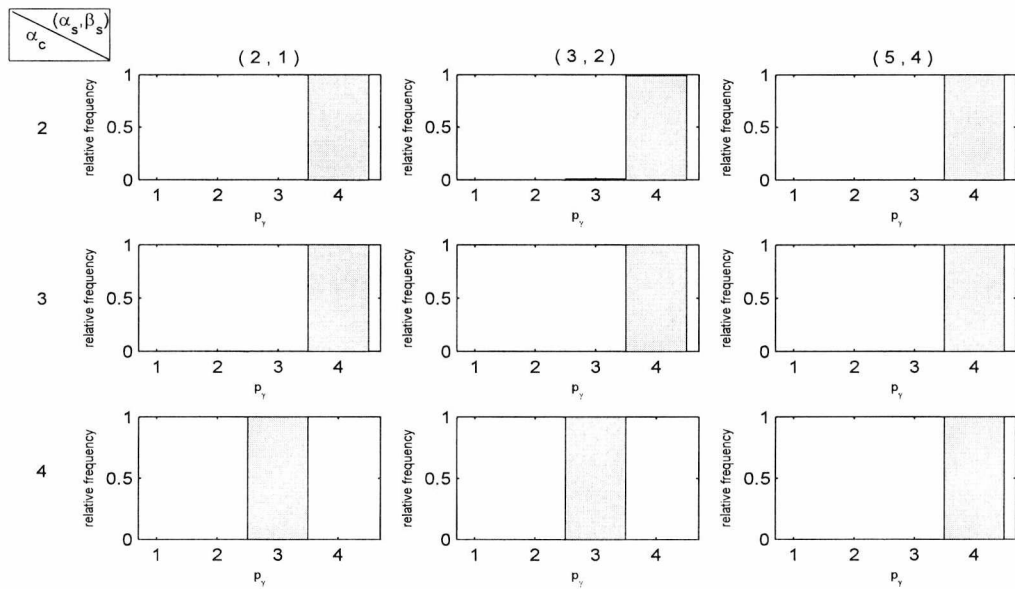 (α_s,β_s)
α_c
(2,1)
(3,2)
(5,4)
2
relative frequency
1
0.5
0
1 2 3 4
p_γ
relative frequency
1
0.5
0
1 2 3 4
p_γ
relative frequency
1
0.5
0
1 2 3 4
p_γ
3
relative frequency
1
0.5
0
1 2 3 4
p_γ
relative frequency
1
0.5
0
1 2 3 4
p_γ
relative frequency
1
0.5
0
1 2 3 4
p_γ
4
relative frequency
1
0.5
0
1 2 3 4
p_γ
relative frequency
1
0.5
0
1 2 3 4
p_γ
relative frequency
1
0.5
0
1 2 3 4
p_γ